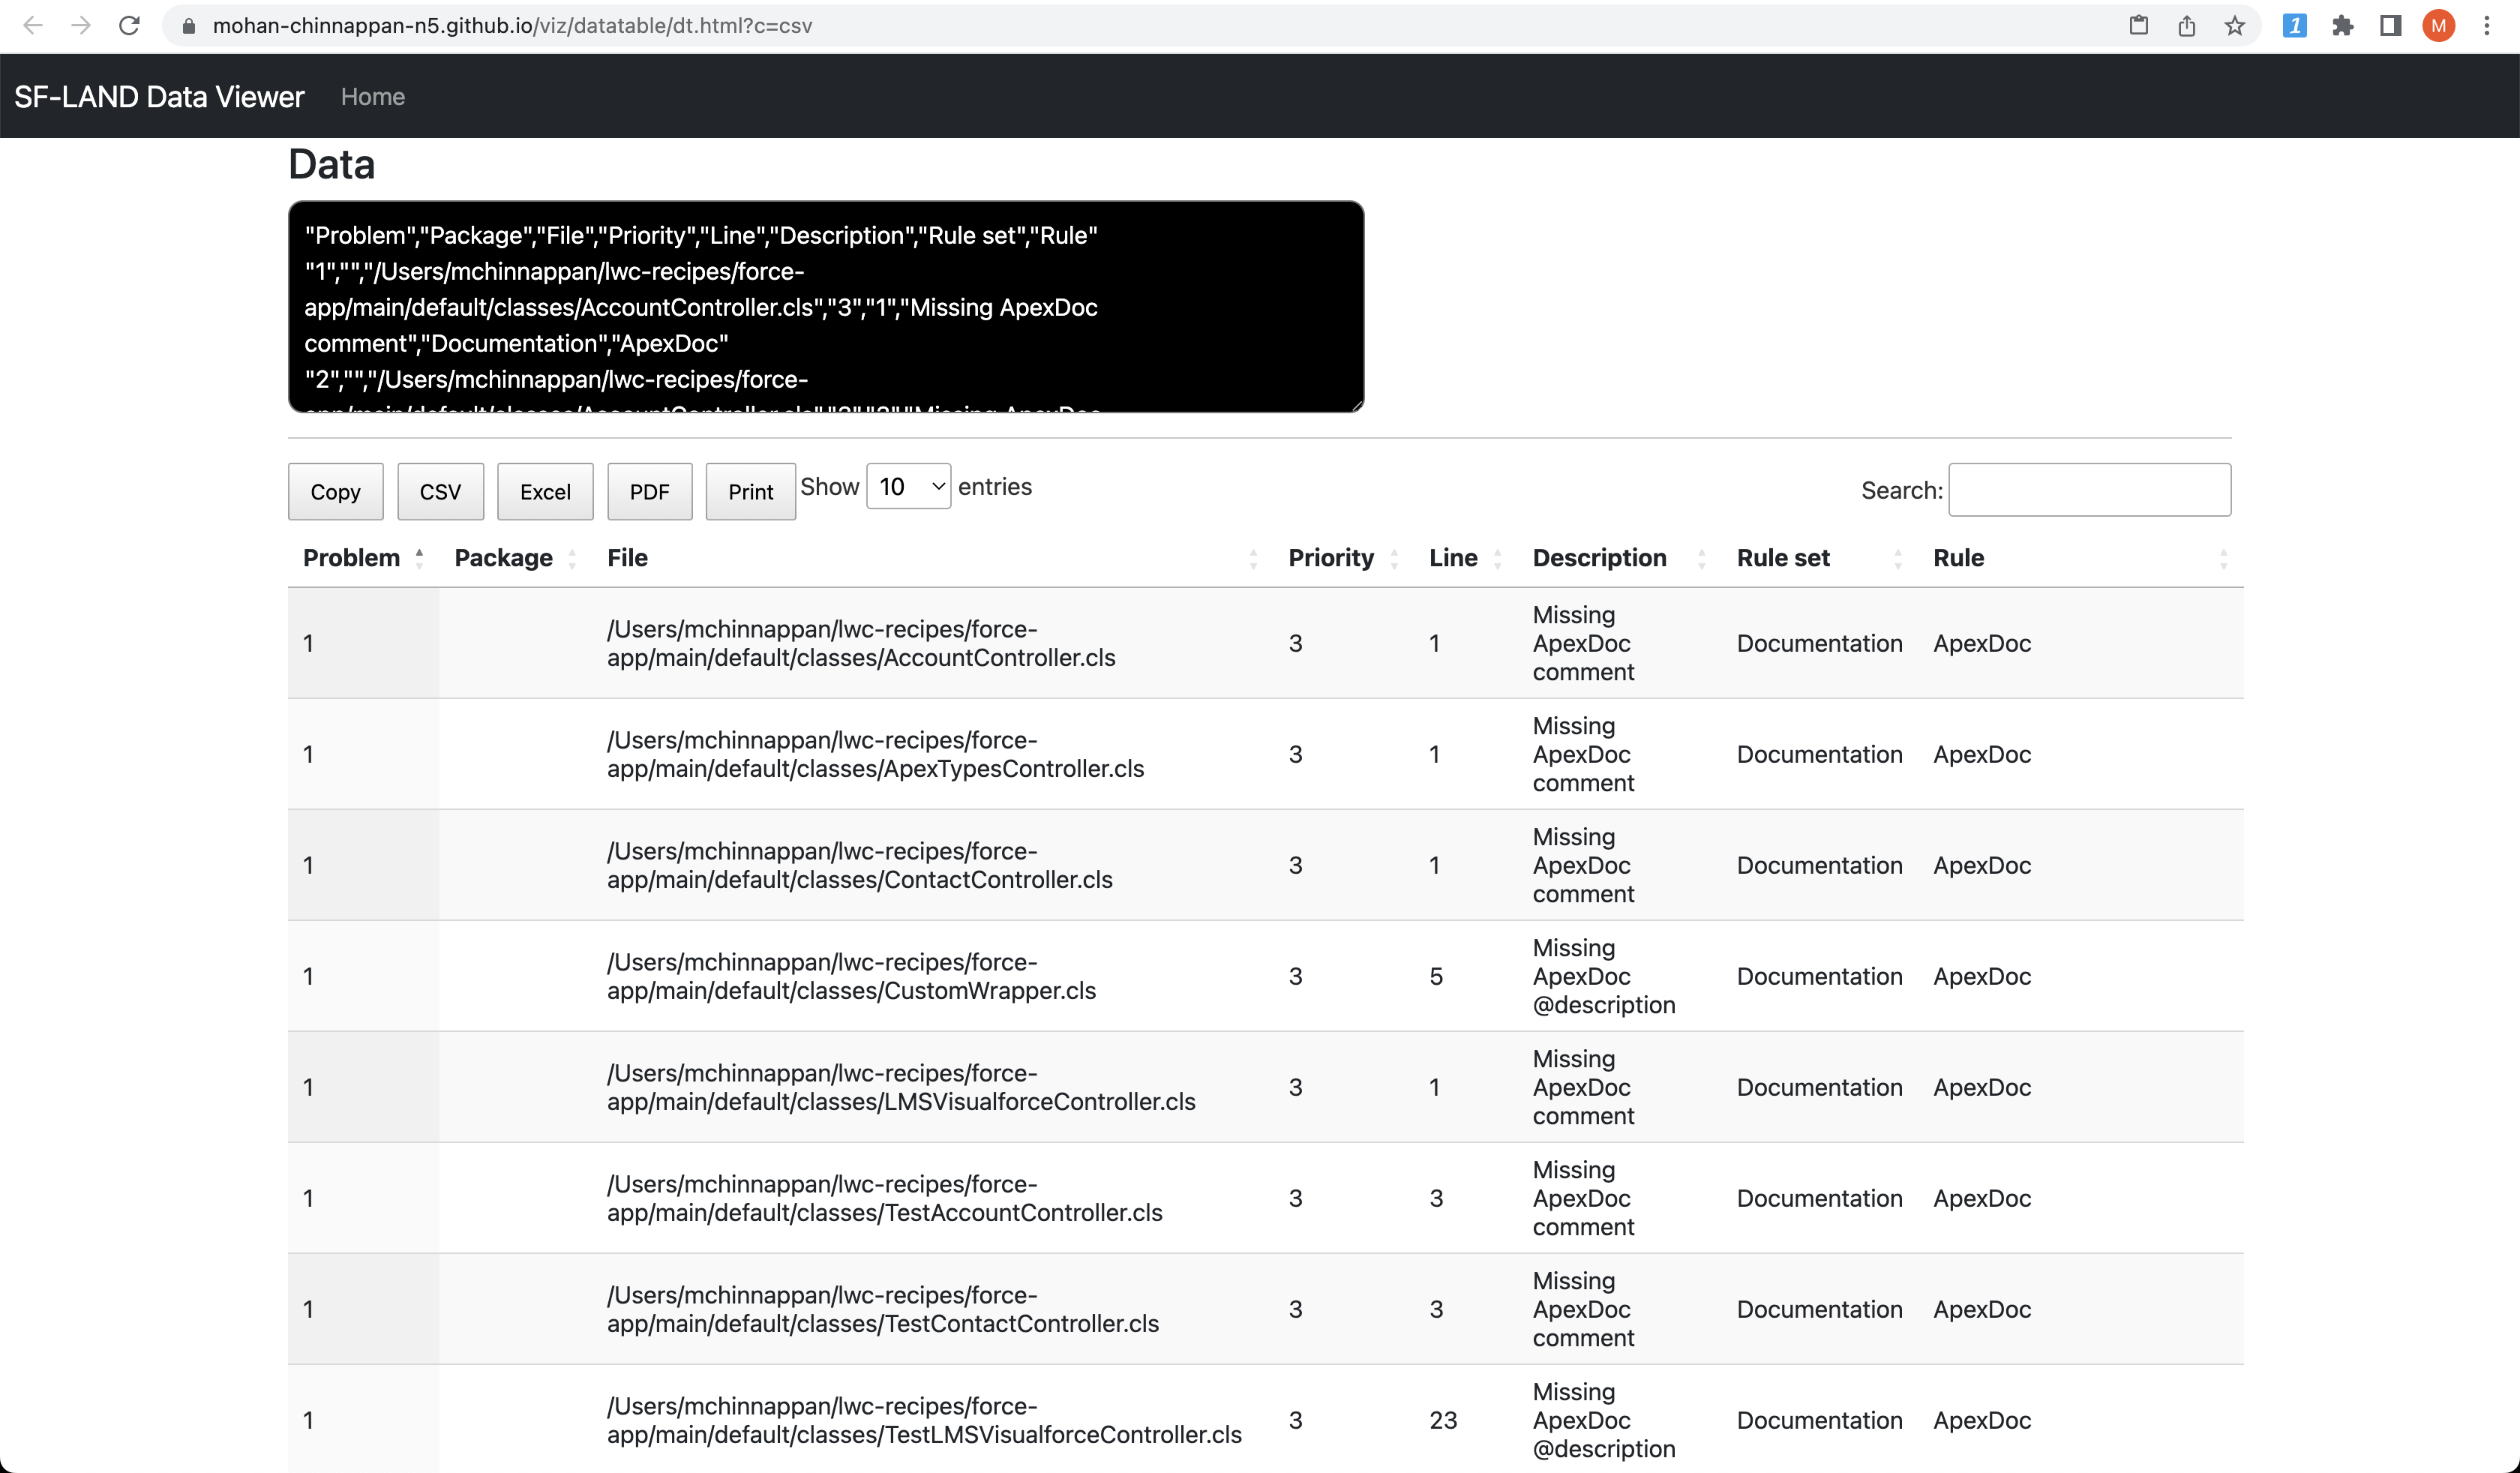 mohan-chinnappan-n5.github.io/viz/datatable/dt.html?c=csv
1
M
SF-LAND Data Viewer Home
Data
"Problem","Package","File","Priority","Line","Description","Rule set","Rule"
"1","","/Users/mchinnappan/lwc-recipes/force-
app/main/default/classes/AccountController.cls","3","1","Missing ApexDoc
comment","Documentation","ApexDoc"
"2","","/Users/mchinnappan/lwc-recipes/force-
Copy CSV Excel PDF Print Show 10 entries Search:
Problem Package File Priority Line Description Rule set Rule
1 /Users/mchinnappan/lwc-recipes/force-
app/main/default/classes/AccountController.cls 3 1 Missing
ApexDoc
comment Documentation ApexDoc
1 /Users/mchinnappan/lwc-recipes/force-
app/main/default/classes/ApexTypesController.cls 3 1 Missing
ApexDoc
comment Documentation ApexDoc
1 /Users/mchinnappan/lwc-recipes/force-
app/main/default/classes/ContactController.cls 3 1 Missing
ApexDoc
comment Documentation ApexDoc
1 /Users/mchinnappan/lwc-recipes/force-
app/main/default/classes/CustomWrapper.cls 3 5 Missing
ApexDoc
@description Documentation ApexDoc
1 /Users/mchinnappan/lwc-recipes/force-
app/main/default/classes/LMSVisualforceController.cls 3 1 Missing
ApexDoc
comment Documentation ApexDoc
1 /Users/mchinnappan/lwc-recipes/force-
app/main/default/classes/TestAccountController.cls 3 3 Missing
ApexDoc
comment Documentation ApexDoc
1 /Users/mchinnappan/lwc-recipes/force-
app/main/default/classes/TestContactController.cls 3 3 Missing
ApexDoc
comment Documentation ApexDoc
1 /Users/mchinnappan/lwc-recipes/force-
app/main/default/classes/TestLMSVisualforceController.cls 3 23 Missing
ApexDoc
@description Documentation ApexDoc